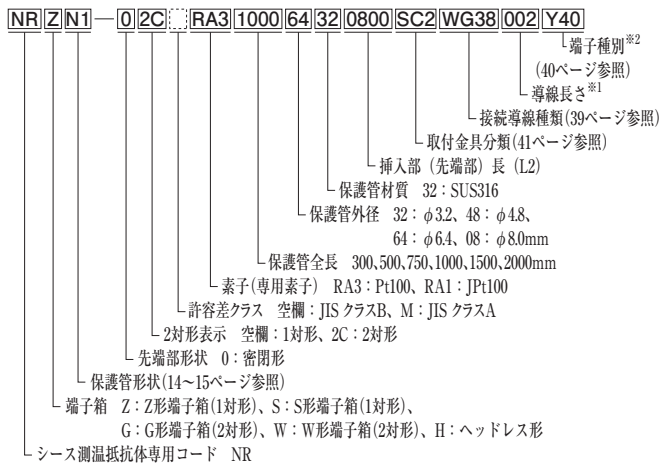 NR Z N1－0 2C RA3 1000 64 32 0800 SC2 WG38 002 Y40
端子種別※2
(40ページ参照)
導線長さ※1
接続導線種類(39ページ参照)
取付金具分類(41ページ参照)
挿入部（先端部）長（L2）
保護管材質　32：SUS316
保護管外径　32：φ3.2、48：φ4.8、
64：φ6.4、08：φ8.0mm
保護管全長　300,500,750,1000,1500,2000mm
素子(専用素子)　RA3：Pt100、RA1：JPt100
許容差クラス　空欄：JIS クラスB、M：JIS クラスA
2対形表示　空欄：1対形、2C：2対形
先端部形状　0：密閉形
保護管形状(14〜15ページ参照)
端子箱　Z：Z形端子箱(1対形)、S：S形端子箱(1対形)、
G：G形端子箱(2対形)、W：W形端子箱(2対形)、H：ヘッドレス形
シース測温抵抗体専用コード　NR